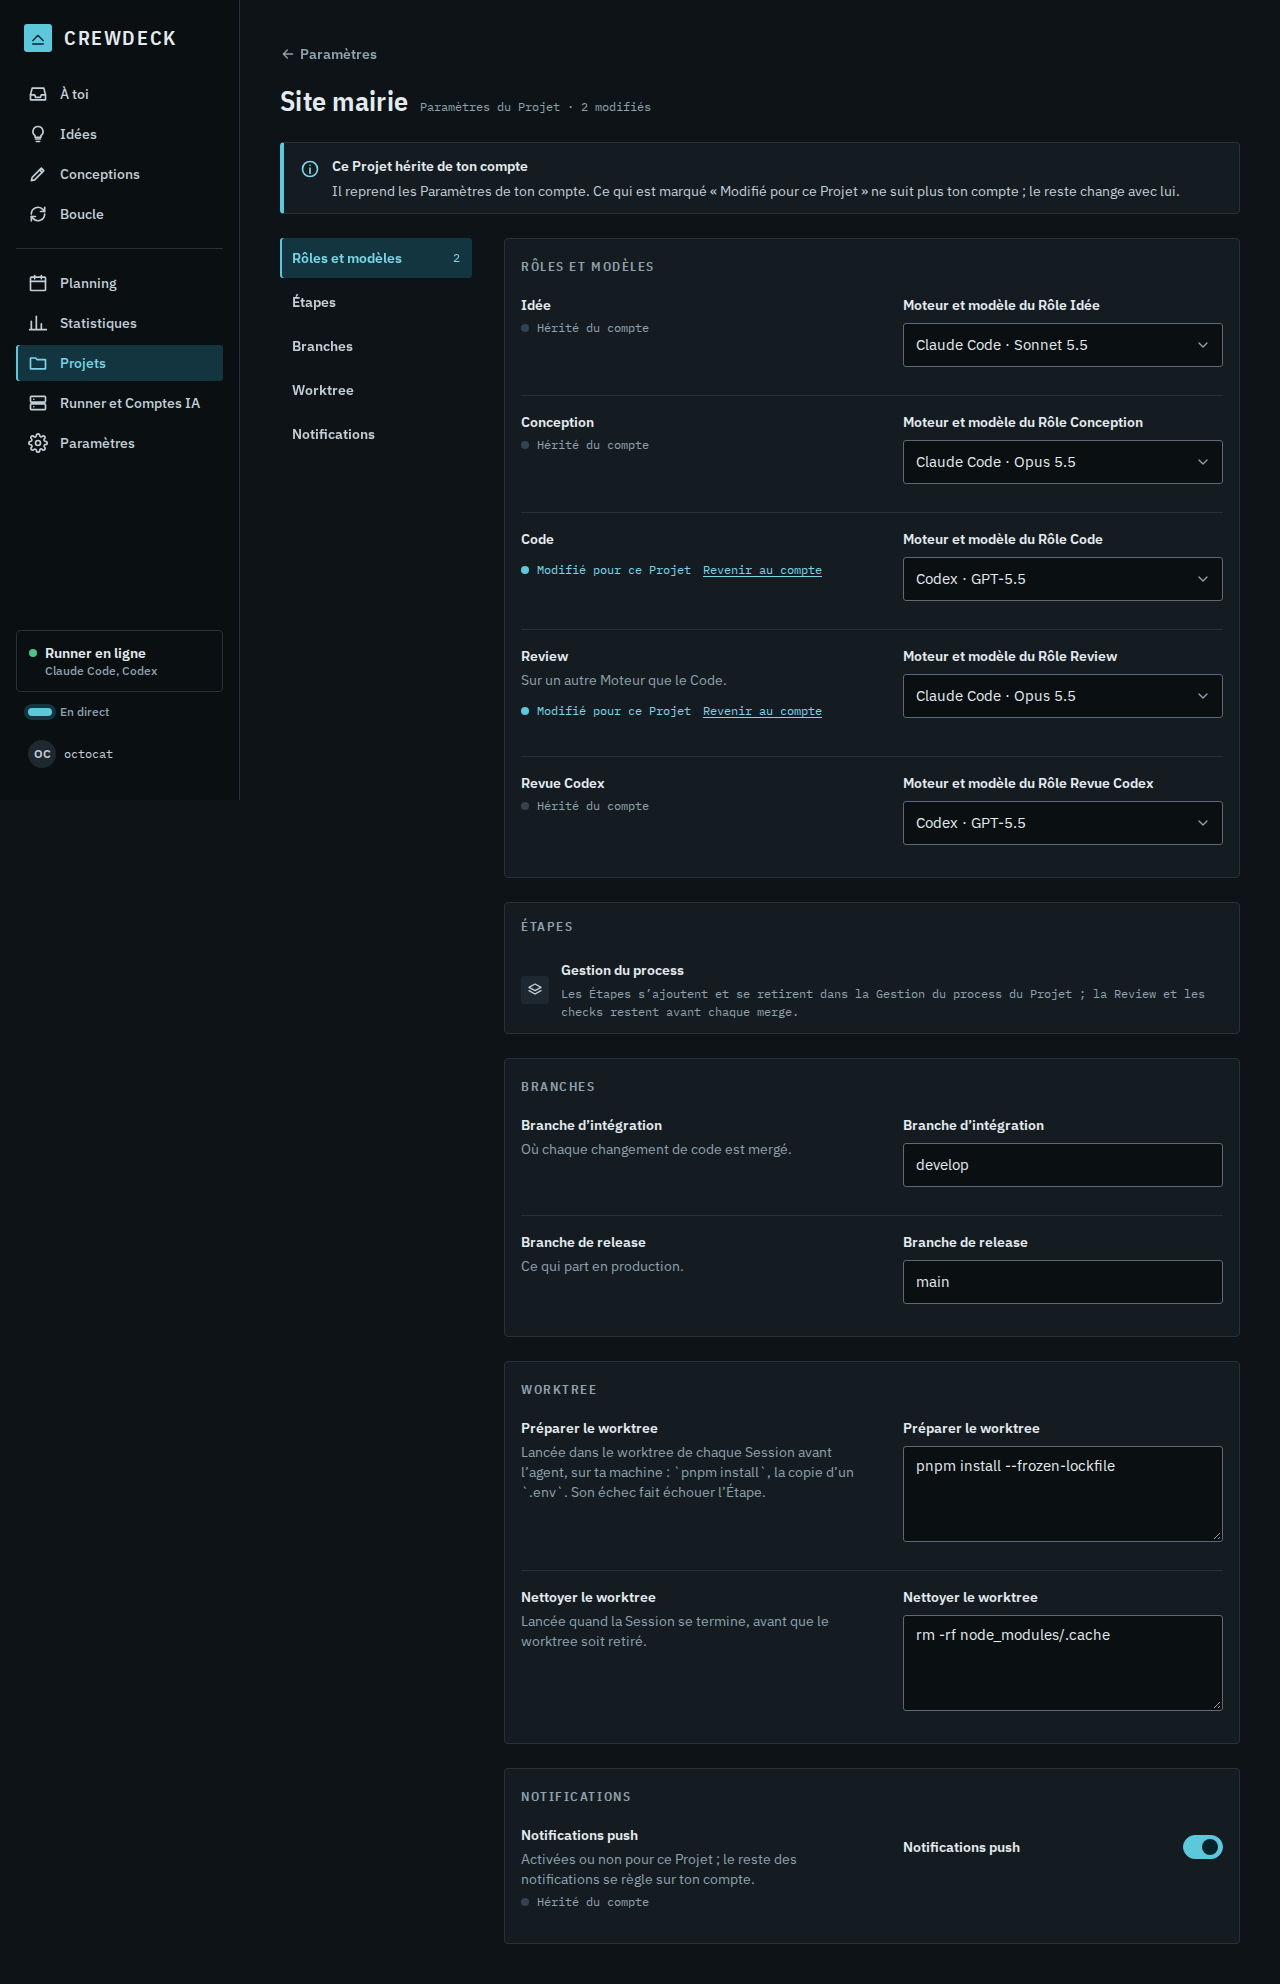 CREWDECK
À toi
Idées
Conceptions
Boucle
Planning
Statistiques
Projets
Runner et Comptes IA
Paramètres
Runner en ligne
Claude Code, Codex
En direct
OC octocat
← Paramètres
Site mairie Paramètres du Projet · 2 modifiés
Ce Projet hérite de ton compte
Il reprend les Paramètres de ton compte. Ce qui est marqué « Modifié pour ce Projet » ne suit plus ton compte ; le reste change avec lui.
Rôles et modèles 2
Étapes
Branches
Worktree
Notifications
RÔLES ET MODÈLES
Idée
Hérité du compte
Moteur et modèle du Rôle Idée
Claude Code · Sonnet 5.5
Conception
Hérité du compte
Moteur et modèle du Rôle Conception
Claude Code · Opus 5.5
Code
Modifié pour ce Projet Revenir au compte
Moteur et modèle du Rôle Code
Codex · GPT-5.5
Review
Sur un autre Moteur que le Code.
Modifié pour ce Projet Revenir au compte
Moteur et modèle du Rôle Review
Claude Code · Opus 5.5
Revue Codex
Hérité du compte
Moteur et modèle du Rôle Revue Codex
Codex · GPT-5.5
ÉTAPES
Gestion du process
Les Étapes s’ajoutent et se retirent dans la Gestion du process du Projet ; la Review et les
checks restent avant chaque merge.
BRANCHES
Branche d’intégration
Où chaque changement de code est mergé.
Branche d’intégration
develop
Branche de release
Ce qui part en production.
Branche de release
main
WORKTREE
Préparer le worktree
Lancée dans le worktree de chaque Session avant
l’agent, sur ta machine : `pnpm install`, la copie d’un
`.env`. Son échec fait échouer l’Étape.
Préparer le worktree
pnpm install --frozen-lockfile
Nettoyer le worktree
Lancée quand la Session se termine, avant que le
worktree soit retiré.
Nettoyer le worktree
rm -rf node_modules/.cache
NOTIFICATIONS
Notifications push
Activées ou non pour ce Projet ; le reste des
notifications se règle sur ton compte.
Hérité du compte
Notifications push